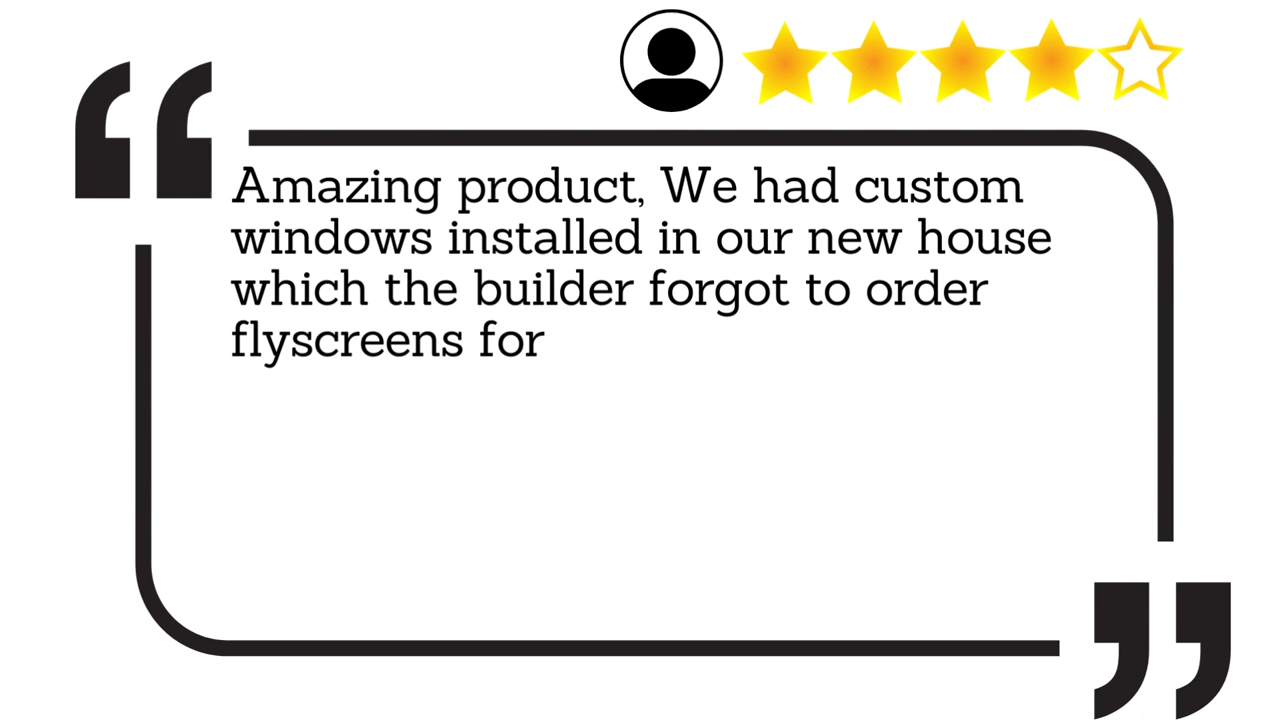 Amazing product, We had custom
windows installed in our new house
which the builder forgot to order
flyscreens for